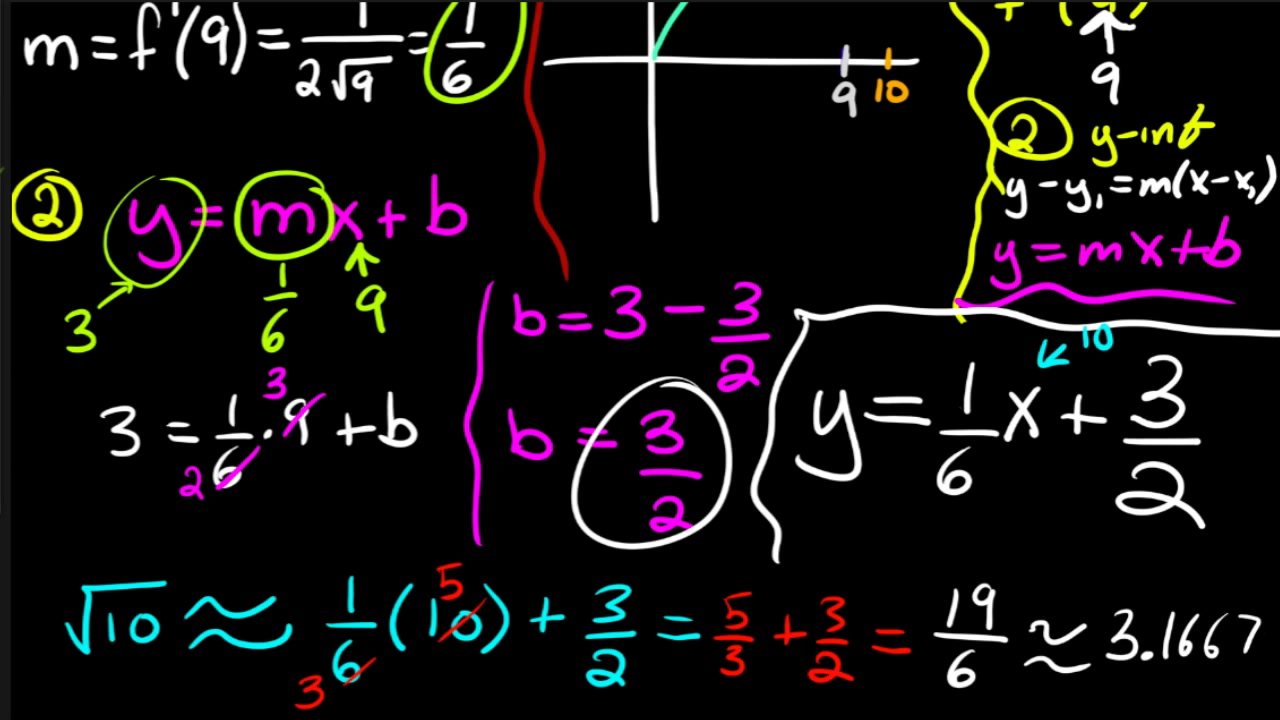 m = f'(9) = 1/(2√9) = 1/6
② y = mx + b
3
1/6
9
3 = 1/6 · 9 + b
3
2
b = 3 − 3/2
b = 3/2
9 10
9
② y-int
y − y₁ = m(x − x₁)
y = mx + b
10
y = 1/6 x + 3/2
√10 ≈ 1/6 (10) + 3/2 = 5/3 + 3/2 = 19/6 ≈ 3.1667
5
3